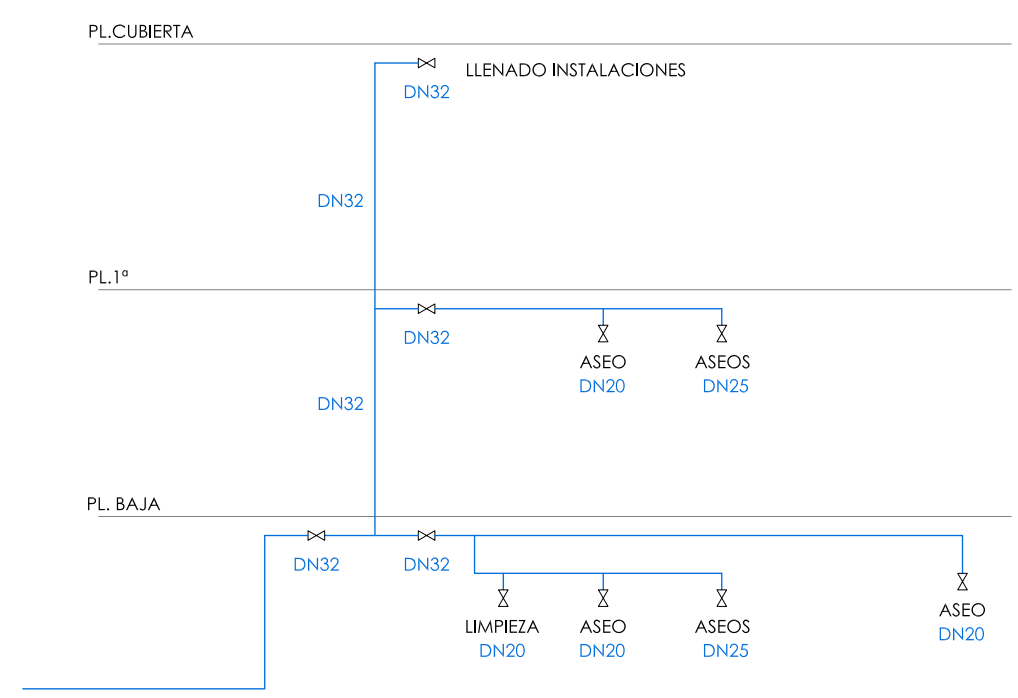 PL.CUBIERTA
LLENADO INSTALACIONES
DN32
DN32
PL.1ª
DN32
ASEO
ASEOS
DN20
DN25
DN32
PL. BAJA
DN32
DN32
LIMPIEZA
ASEO
ASEOS
ASEO
DN20
DN20
DN25
DN20